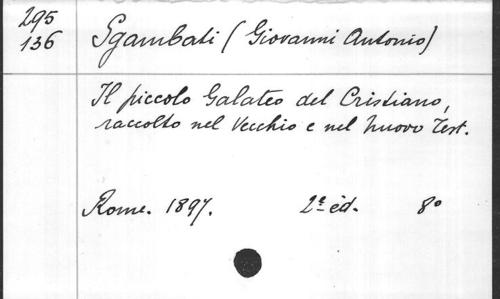 295
136
Sgambati (Giovanni Antonio)
Il piccolo Galateo del Cristiano,
raccolto nel Vecchio e nel nuovo Test.
Rome. 1897. 2e éd. 8o